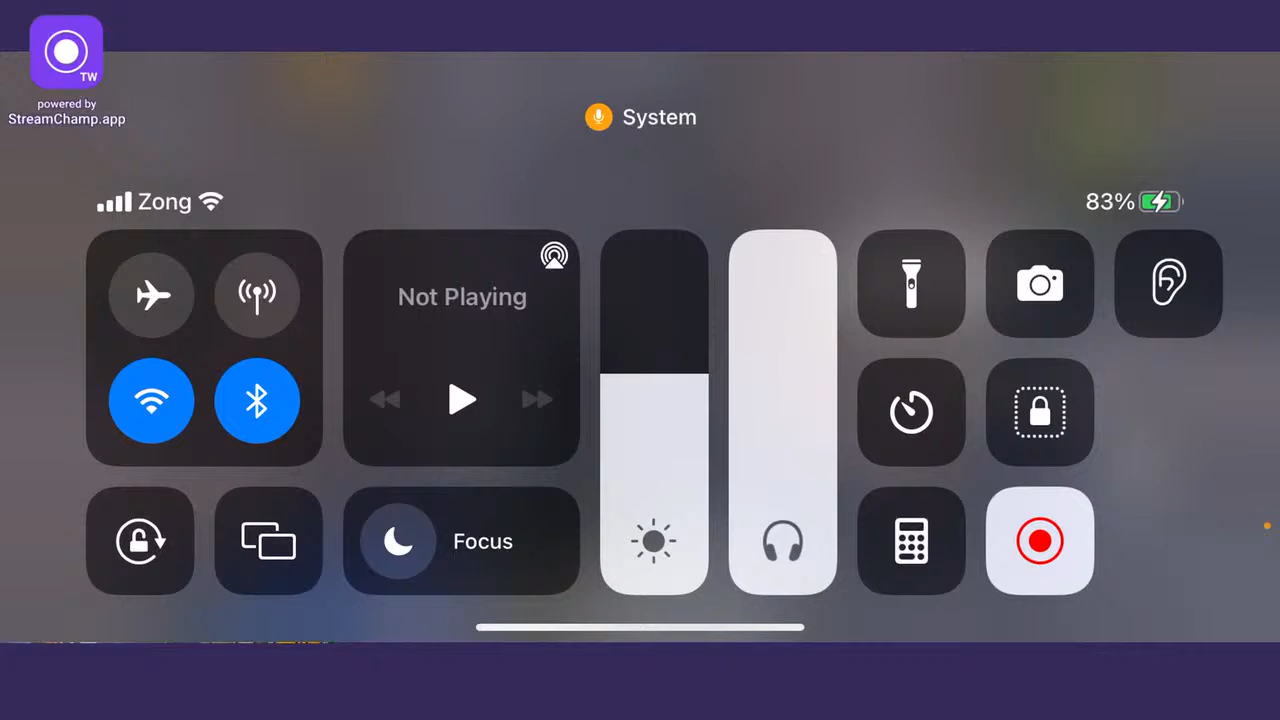 TW
powered by
StreamChamp.app
System
Zong
83%
Not Playing
Focus